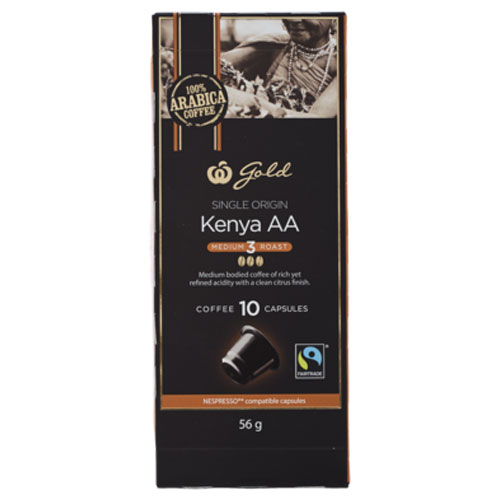 100%
ARABICA
COFFEE
gold
SINGLE ORIGIN
Kenya AA
MEDIUM 3 ROAST
Medium bodied coffee of rich yet
refined acidity with a clean citrus finish.
COFFEE 10 CAPSULES
FAIRTRADE
NESPRESSO®* compatible capsules
56 g